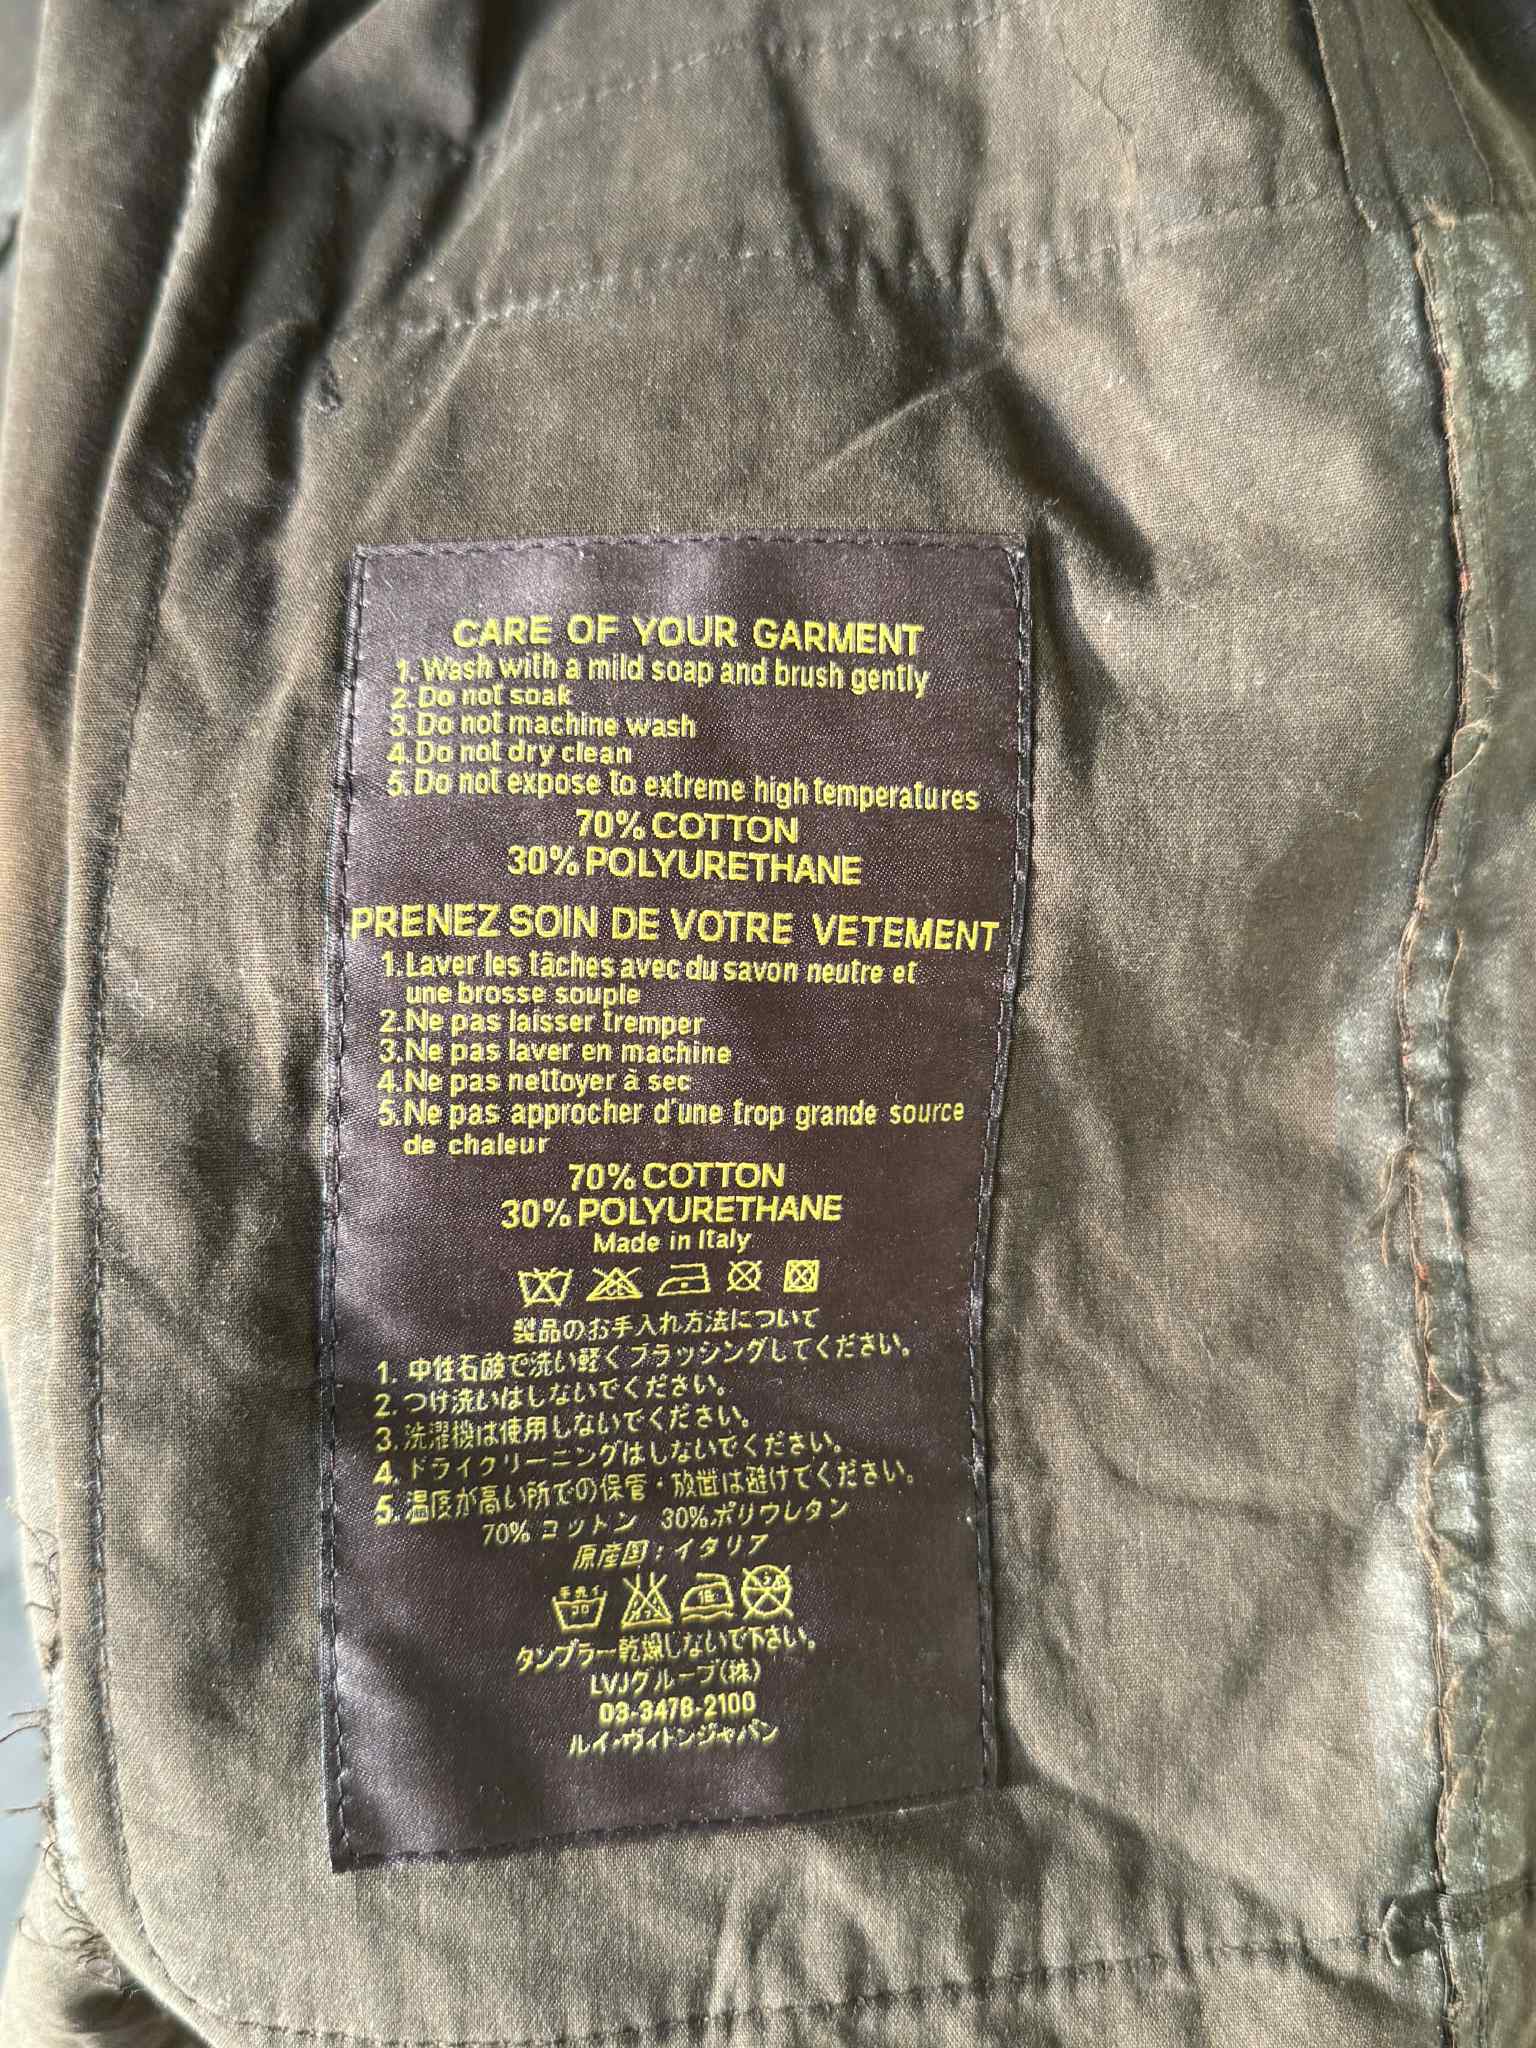 CARE OF YOUR GARMENT
1. Wash with a mild soap and brush gently
2. Do not soak
3. Do not machine wash
4. Do not dry clean
5. Do not expose to extreme high temperatures
70% COTTON
30% POLYURETHANE
PRENEZ SOIN DE VOTRE VETEMENT
1. Laver les tâches avec du savon neutre et
une brosse souple
2. Ne pas laisser tremper
3. Ne pas laver en machine
4. Ne pas nettoyer à sec
5. Ne pas approcher d'une trop grande source
de chaleur
70% COTTON
30% POLYURETHANE
Made in Italy
製品のお手入れ方法について
1. 中性石鹸で洗い軽くブラッシングしてください。
2. つけ洗いはしないでください。
3. 洗濯機は使用しないでください。
4. ドライクリーニングはしないでください。
5. 温度が高い所での保管・放置は避けてください。
70% コットン 30%ポリウレタン
原産国：イタリア
手洗イ
低
タンブラー乾燥しないで下さい。
LVJグループ(株)
03-3478-2100
ルイ・ヴィトンジャパン